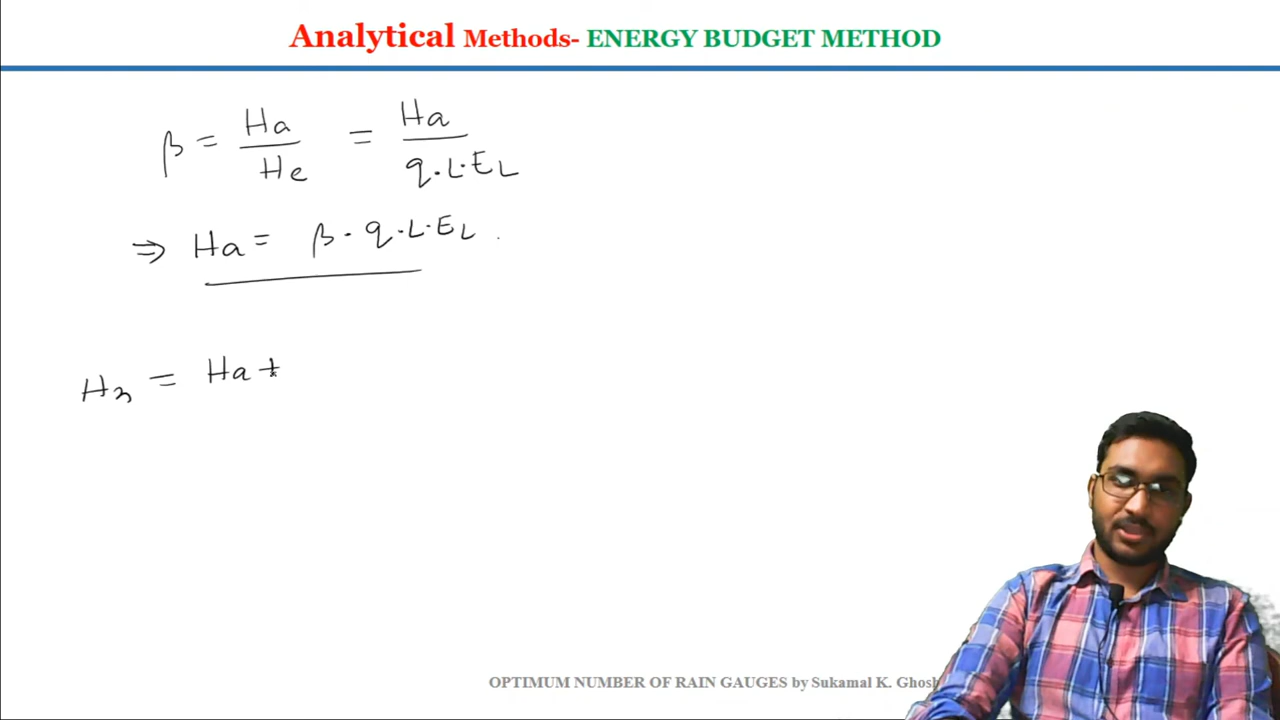 Analytical Methods- ENERGY BUDGET METHOD
β = Ha / He = Ha / q·L·EL
⇒ Ha = β · q·L·EL.
Hn = Ha +
OPTIMUM NUMBER OF RAIN GAUGES by Sukamal K. Ghosh